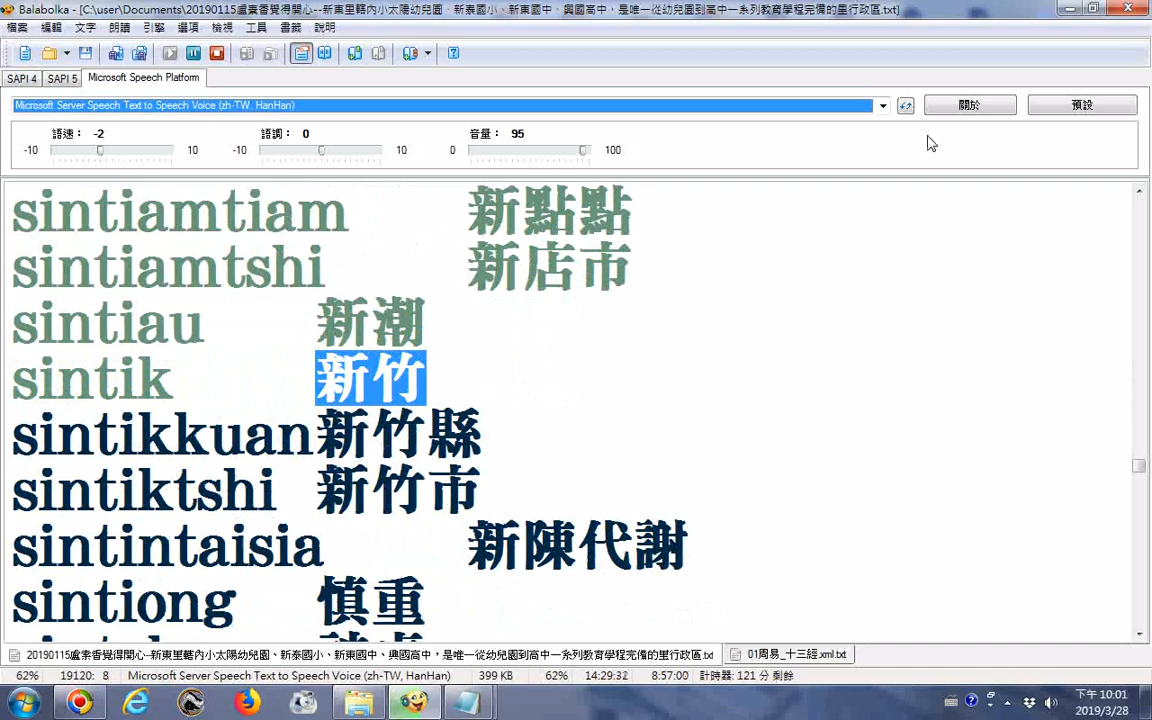 Balabolka - [C:\user\Documents\20190115盧素香覺得開心--新東里轄內小太陽幼兒園、新泰國小、新東國中、興國高中，是唯一從幼兒園到高中一系列教育學程完備的里行政區.txt]
檔案 編輯 文字 朗讀 引擎 選項 檢視 工具 書籤 說明
SAPI 4 SAPI 5 Microsoft Speech Platform
Microsoft Server Speech Text to Speech Voice (zh-TW, HanHan) 關於 預設
語速： -2 語調： 0 音量： 95
-10 10 -10 10 0 100
sintiamtiam 新點點
sintiamtshi 新店市
sintiau 新潮
sintik 新竹
sintikkuan 新竹縣
sintiktshi 新竹市
sintintaisia 新陳代謝
sintiong 慎重
20190115盧素香覺得開心--新東里轄內小太陽幼兒園、新泰國小、新東國中、興國高中，是唯一從幼兒園到高中一系列教育學程完備的里行政區.txt 01周易_十三經.xml.txt
62% 19120: 8 Microsoft Server Speech Text to Speech Voice (zh-TW, HanHan) 399 KB 62% 14:29:32 8:57:00 計時器: 121 分 剩餘
下午 10:01
2019/3/28